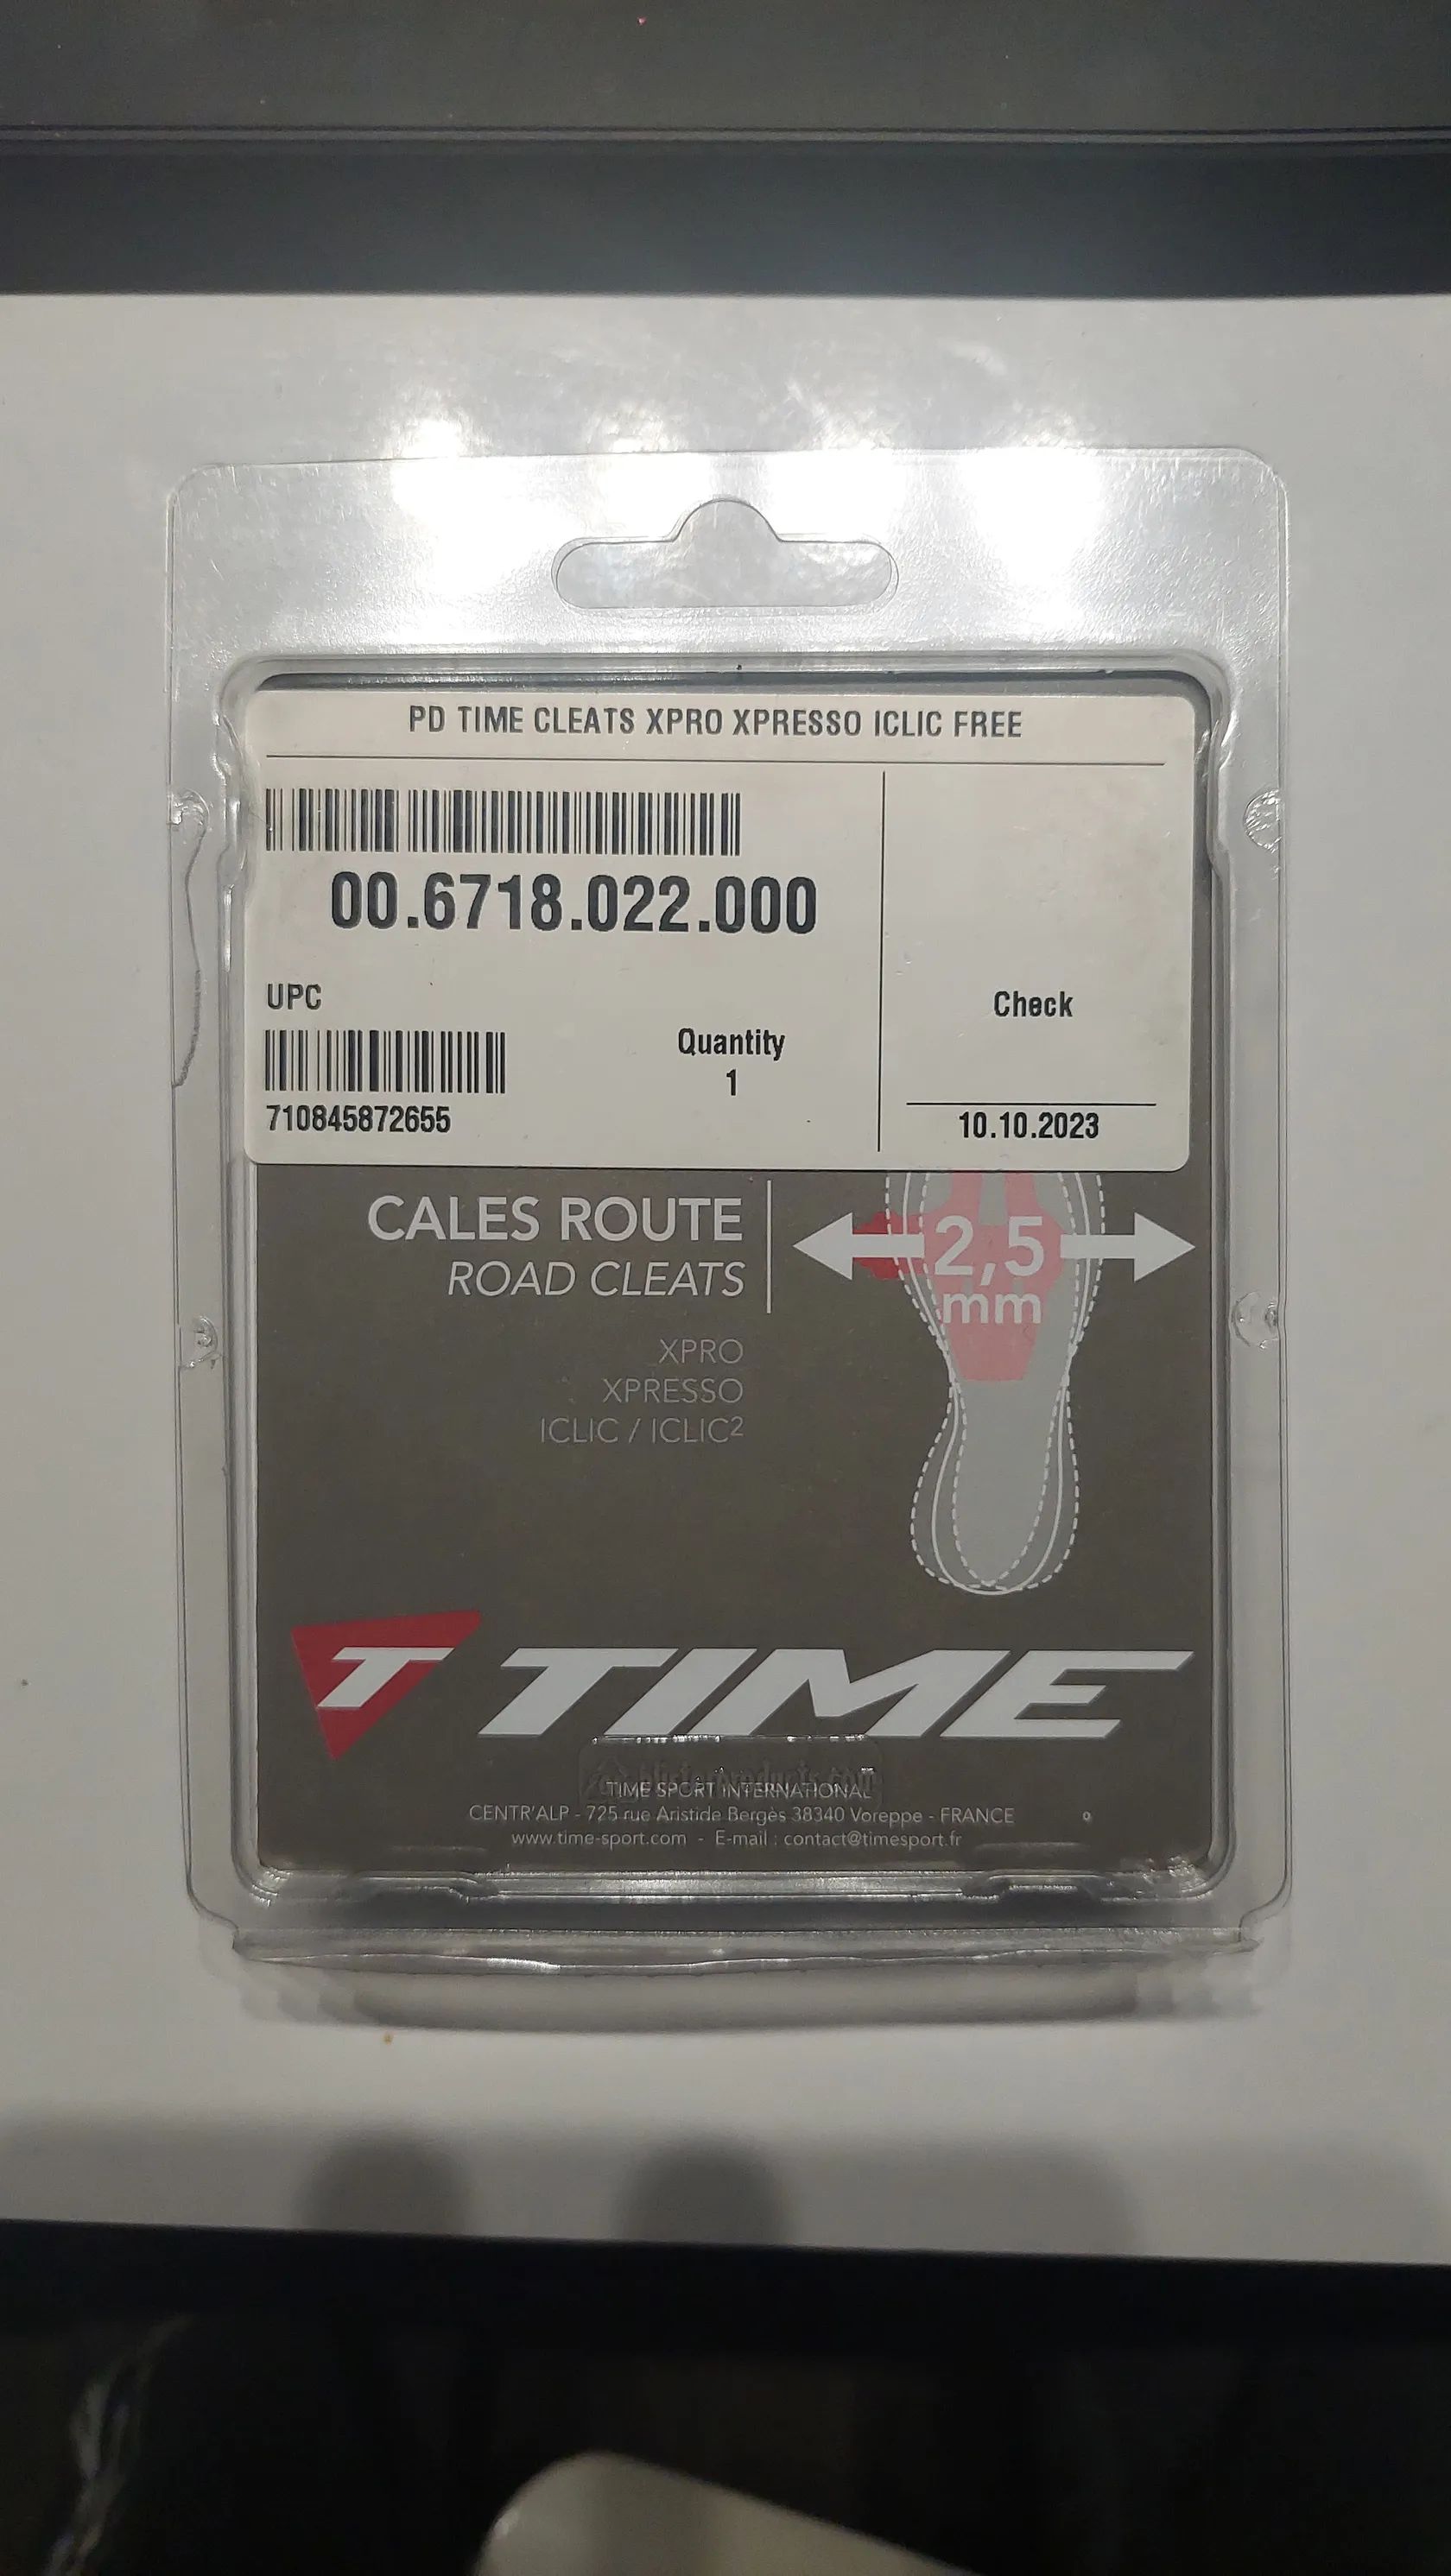 PD TIME CLEATS XPRO XPRESSO ICLIC FREE
00.6718.022.000
UPC
710845872655
Quantity
1
Check
10.10.2023
CALES ROUTE
ROAD CLEATS
XPRO
XPRESSO
ICLIC / ICLIC²
2,5
mm
T TIME
TIME SPORT INTERNATIONAL
CENTR'ALP - 725 rue Aristide Bergès 38340 Voreppe - FRANCE
www.time-sport.com - E-mail : contact@timesport.fr